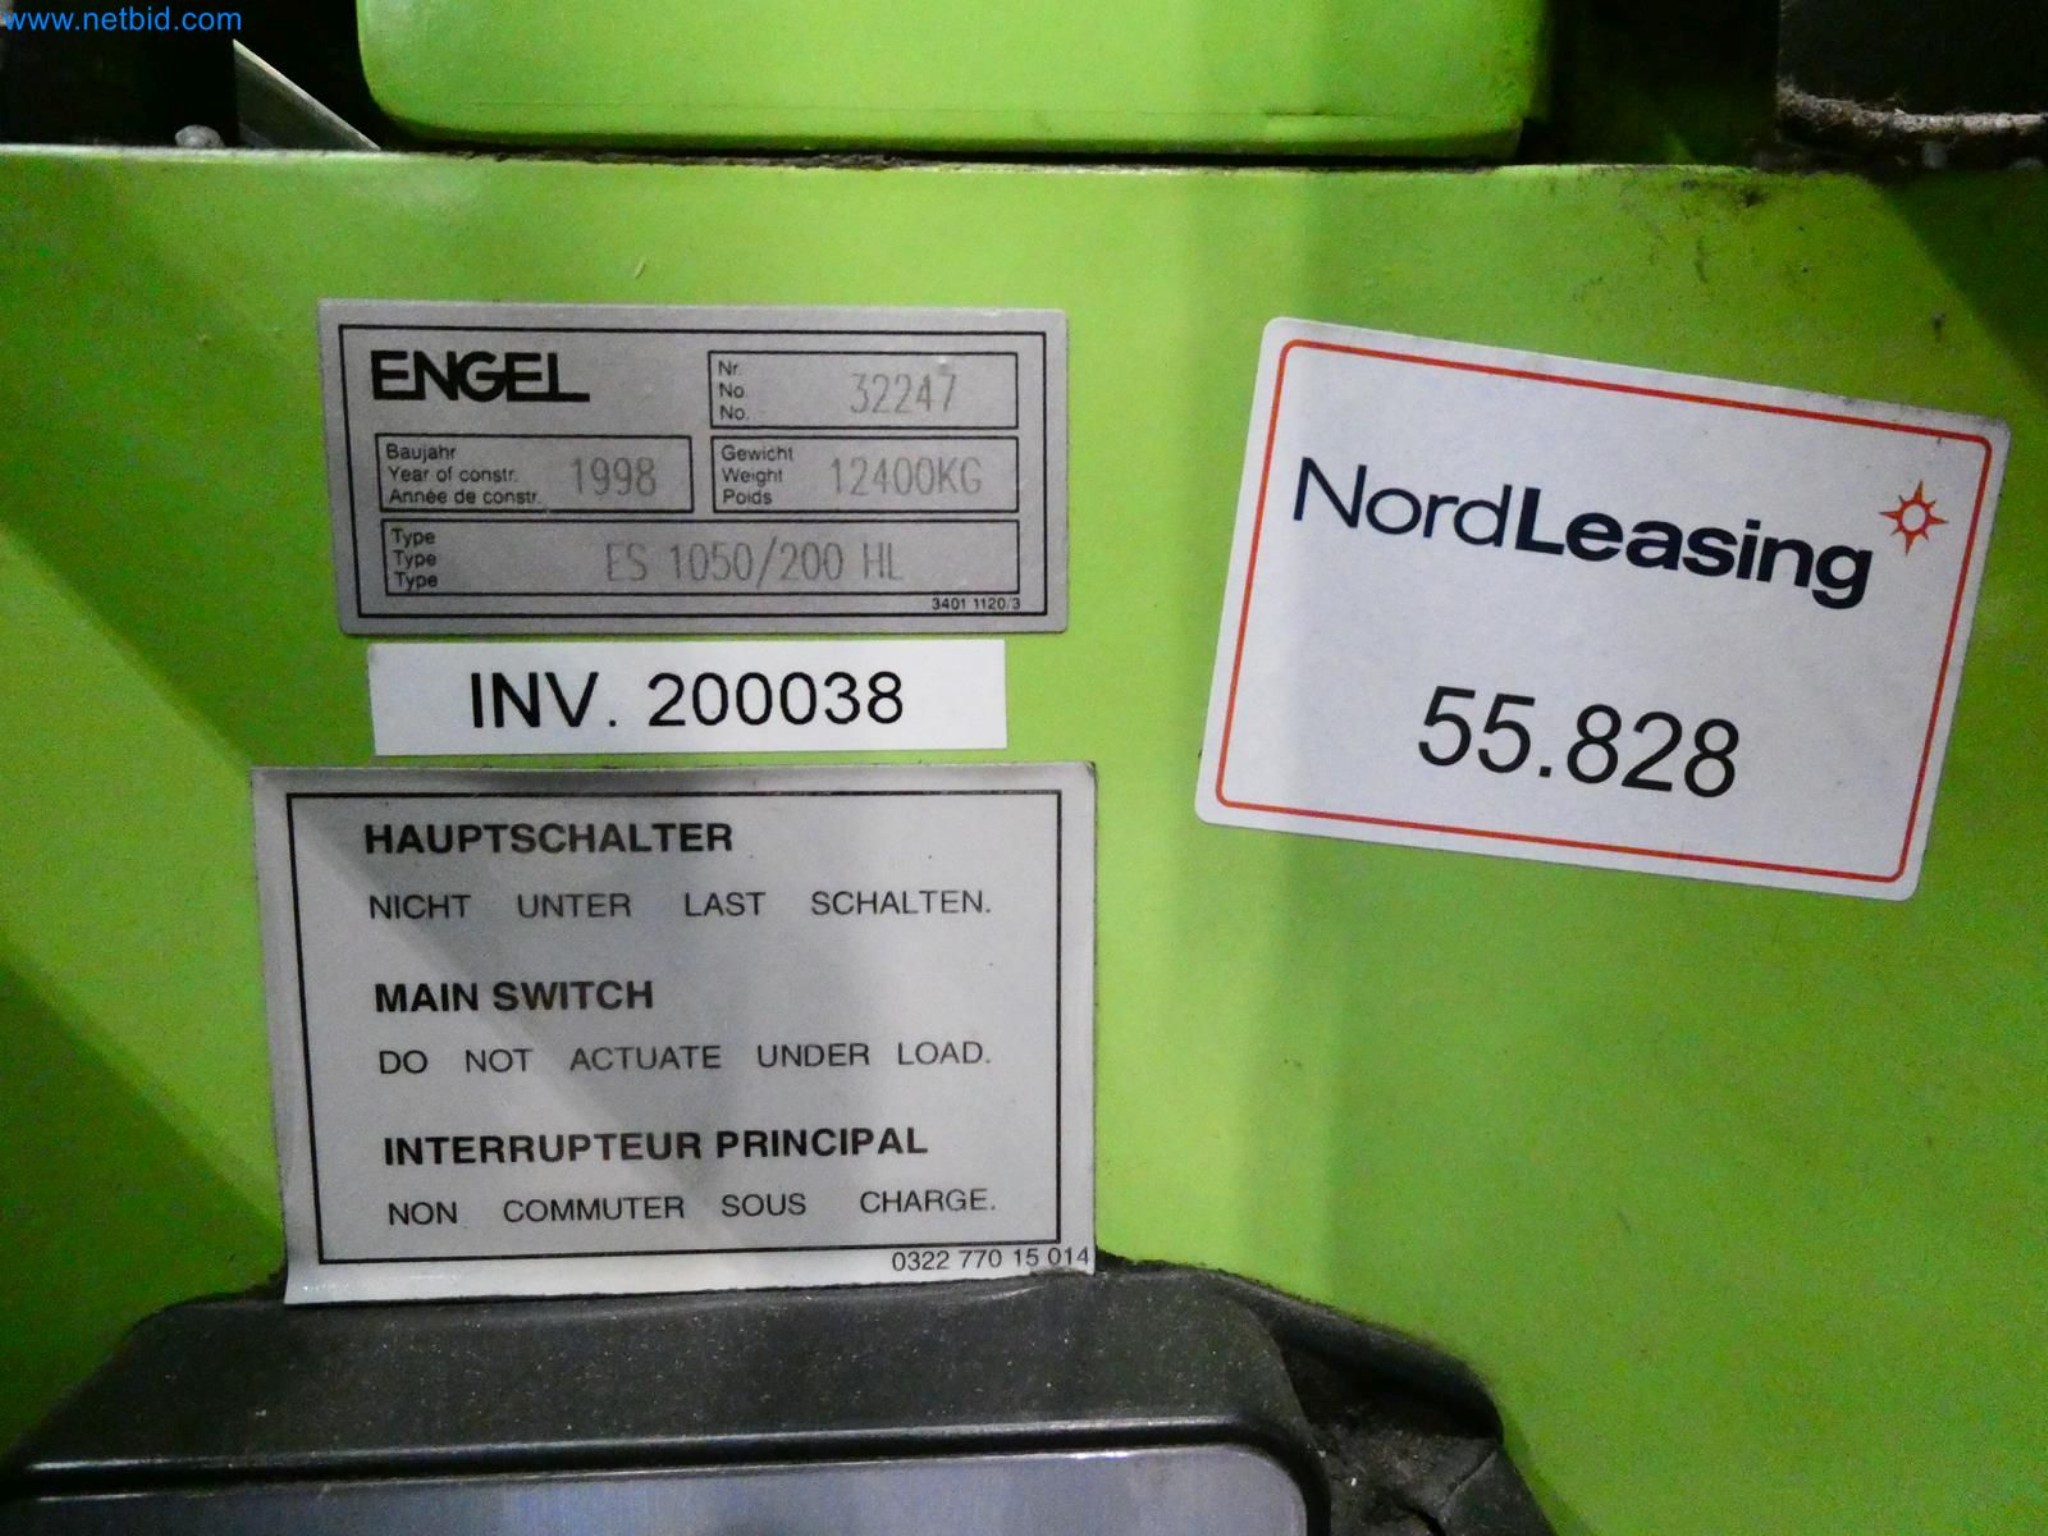 www.netbid.com
ENGEL
Nr.
No.
No.
32247
Baujahr
Year of constr.
Année de constr.
1998
Gewicht
Weight
Poids
12400KG
Type
Type
Type
ES 1050/200 HL
3401 1120/3
INV. 200038
NordLeasing
55.828
HAUPTSCHALTER
NICHT UNTER LAST SCHALTEN.
MAIN SWITCH
DO NOT ACTUATE UNDER LOAD.
INTERRUPTEUR PRINCIPAL
NON COMMUTER SOUS CHARGE.
0322 770 15 014